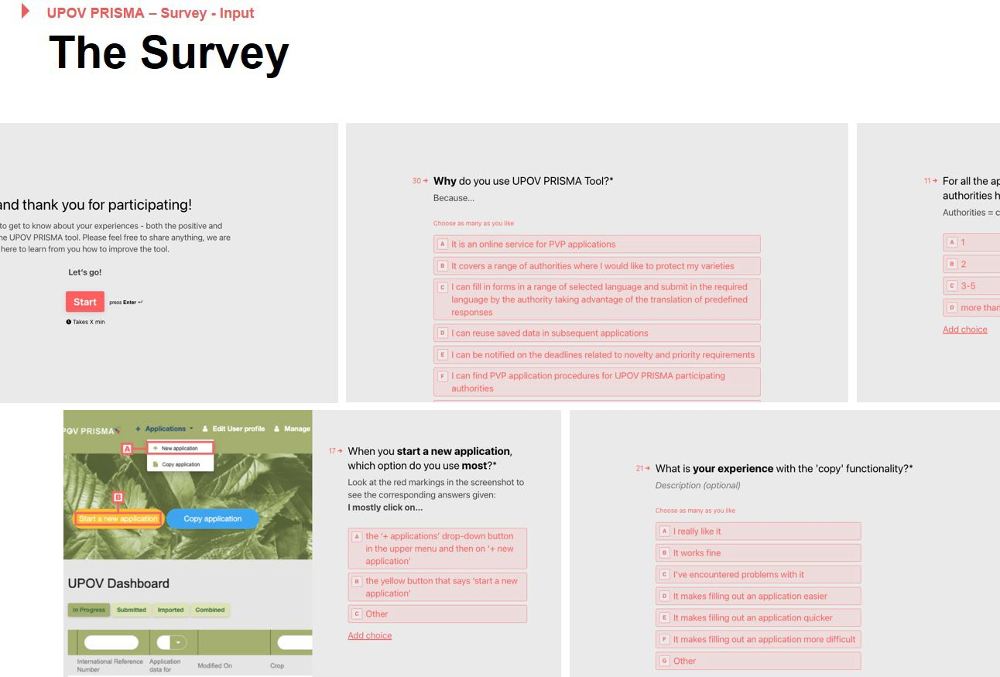 UPOV PRISMA – Survey - Input
The Survey
and thank you for participating!
to get to know about your experiences - both the positive and
he UPOV PRISMA tool. Please feel free to share anything, we are
here to learn from you how to improve the tool.
Let's go!
Start
press Enter ↵
Takes X min
30 → Why do you use UPOV PRISMA Tool?*
Because...
Choose as many as you like
A It is an online service for PVP applications
B It covers a range of authorities where I would like to protect my varieties
C I can fill in forms in a range of selected language and submit in the required
language by the authority taking advantage of the translation of predefined
responses
D I can reuse saved data in subsequent applications
E I can be notified on the deadlines related to novelty and priority requirements
F I can find PVP application procedures for UPOV PRISMA participating
authorities
11 → For all the ap
authorities h
Authorities = c
A 1
B 2
C 3-5
D more than
Add choice
POV PRISMA
+ Applications
Edit User profile
Manage
A
+ New application
Copy application
B
Start a new application
Copy application
UPOV Dashboard
In Progress
Submitted
Imported
Combined
International Reference
Number
Application
data for
Modified On
Crop
17 → When you start a new application,
which option do you use most?*
Look at the red markings in the screenshot to
see the corresponding answers given:
I mostly click on...
A the '+ applications' drop-down button
in the upper menu and then on '+ new
application'
B the yellow button that says 'start a new
application'
C Other
Add choice
21 → What is your experience with the 'copy' functionality?*
Description (optional)
Choose as many as you like
A I really like it
B It works fine
C I've encountered problems with it
D It makes filling out an application easier
E It makes filling out an application quicker
F It makes filling out an application more difficult
G Other